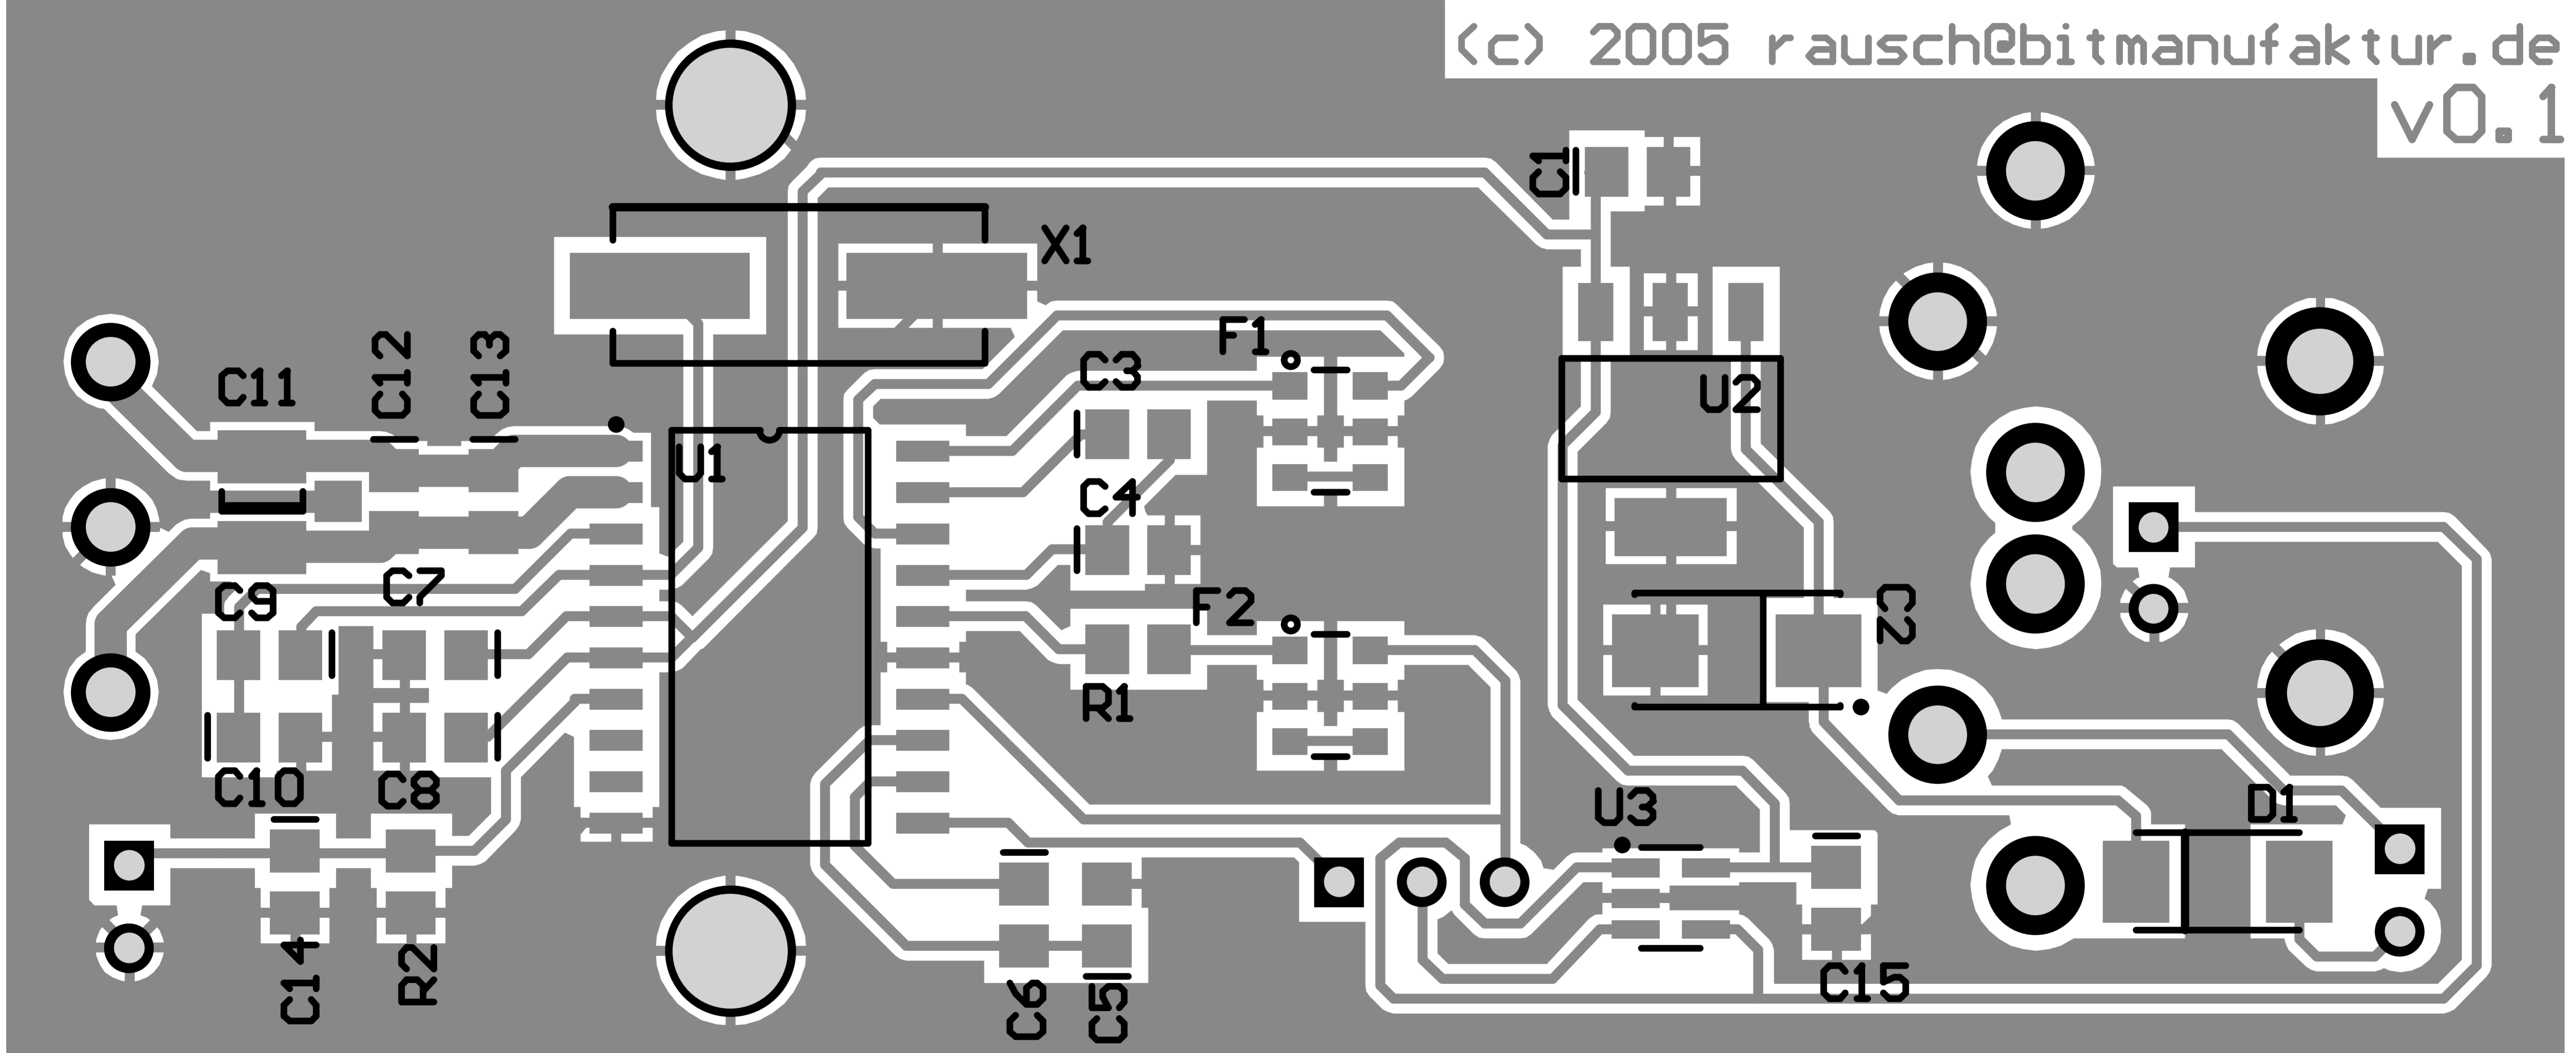 (c) 2005 rausch@bitmanufaktur.de
v0.1
C1
X1
F1
C3
C12
C13
C11
U2
U1
C4
C7
C9
F2
C2
R1
C10
C8
U3
D1
C14
R2
C6
C5
C15